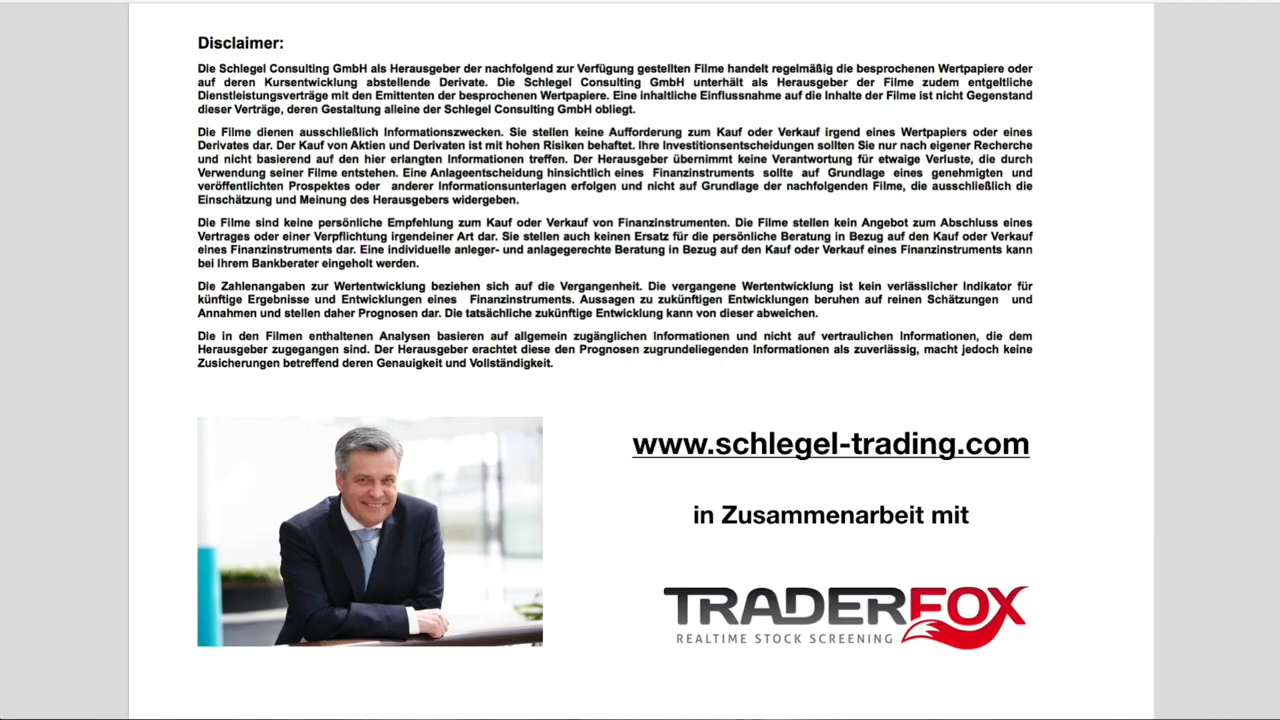 Disclaimer:
Die Schlegel Consulting GmbH als Herausgeber der nachfolgend zur Verfügung gestellten Filme handelt regelmäßig die besprochenen Wertpapiere oder
auf deren Kursentwicklung abstellende Derivate. Die Schlegel Consulting GmbH unterhält als Herausgeber der Filme zudem entgeltliche
Dienstleistungsverträge mit den Emittenten der besprochenen Wertpapiere. Eine inhaltliche Einflussnahme auf die Inhalte der Filme ist nicht Gegenstand
dieser Verträge, deren Gestaltung alleine der Schlegel Consulting GmbH obliegt.
Die Filme dienen ausschließlich Informationszwecken. Sie stellen keine Aufforderung zum Kauf oder Verkauf irgend eines Wertpapiers oder eines
Derivates dar. Der Kauf von Aktien und Derivaten ist mit hohen Risiken behaftet. Ihre Investitionsentscheidungen sollten Sie nur nach eigener Recherche
und nicht basierend auf den hier erlangten Informationen treffen. Der Herausgeber übernimmt keine Verantwortung für etwaige Verluste, die durch
Verwendung seiner Filme entstehen. Eine Anlageentscheidung hinsichtlich eines Finanzinstruments sollte auf Grundlage eines genehmigten und
veröffentlichten Prospektes oder anderer Informationsunterlagen erfolgen und nicht auf Grundlage der nachfolgenden Filme, die ausschließlich die
Einschätzung und Meinung des Herausgebers widergeben.
Die Filme sind keine persönliche Empfehlung zum Kauf oder Verkauf von Finanzinstrumenten. Die Filme stellen kein Angebot zum Abschluss eines
Vertrages oder einer Verpflichtung irgendeiner Art dar. Sie stellen auch keinen Ersatz für die persönliche Beratung in Bezug auf den Kauf oder Verkauf
eines Finanzinstruments dar. Eine individuelle anleger- und anlagegerechte Beratung in Bezug auf den Kauf oder Verkauf eines Finanzinstruments kann
bei Ihrem Bankberater eingeholt werden.
Die Zahlenangaben zur Wertentwicklung beziehen sich auf die Vergangenheit. Die vergangene Wertentwicklung ist kein verlässlicher Indikator für
künftige Ergebnisse und Entwicklungen eines Finanzinstruments. Aussagen zu zukünftigen Entwicklungen beruhen auf reinen Schätzungen und
Annahmen und stellen daher Prognosen dar. Die tatsächliche zukünftige Entwicklung kann von dieser abweichen.
Die in den Filmen enthaltenen Analysen basieren auf allgemein zugänglichen Informationen und nicht auf vertraulichen Informationen, die dem
Herausgeber zugegangen sind. Der Herausgeber erachtet diese den Prognosen zugrundeliegenden Informationen als zuverlässig, macht jedoch keine
Zusicherungen betreffend deren Genauigkeit und Vollständigkeit.
www.schlegel-trading.com
in Zusammenarbeit mit
TRADERFOX
REALTIME STOCK SCREENING